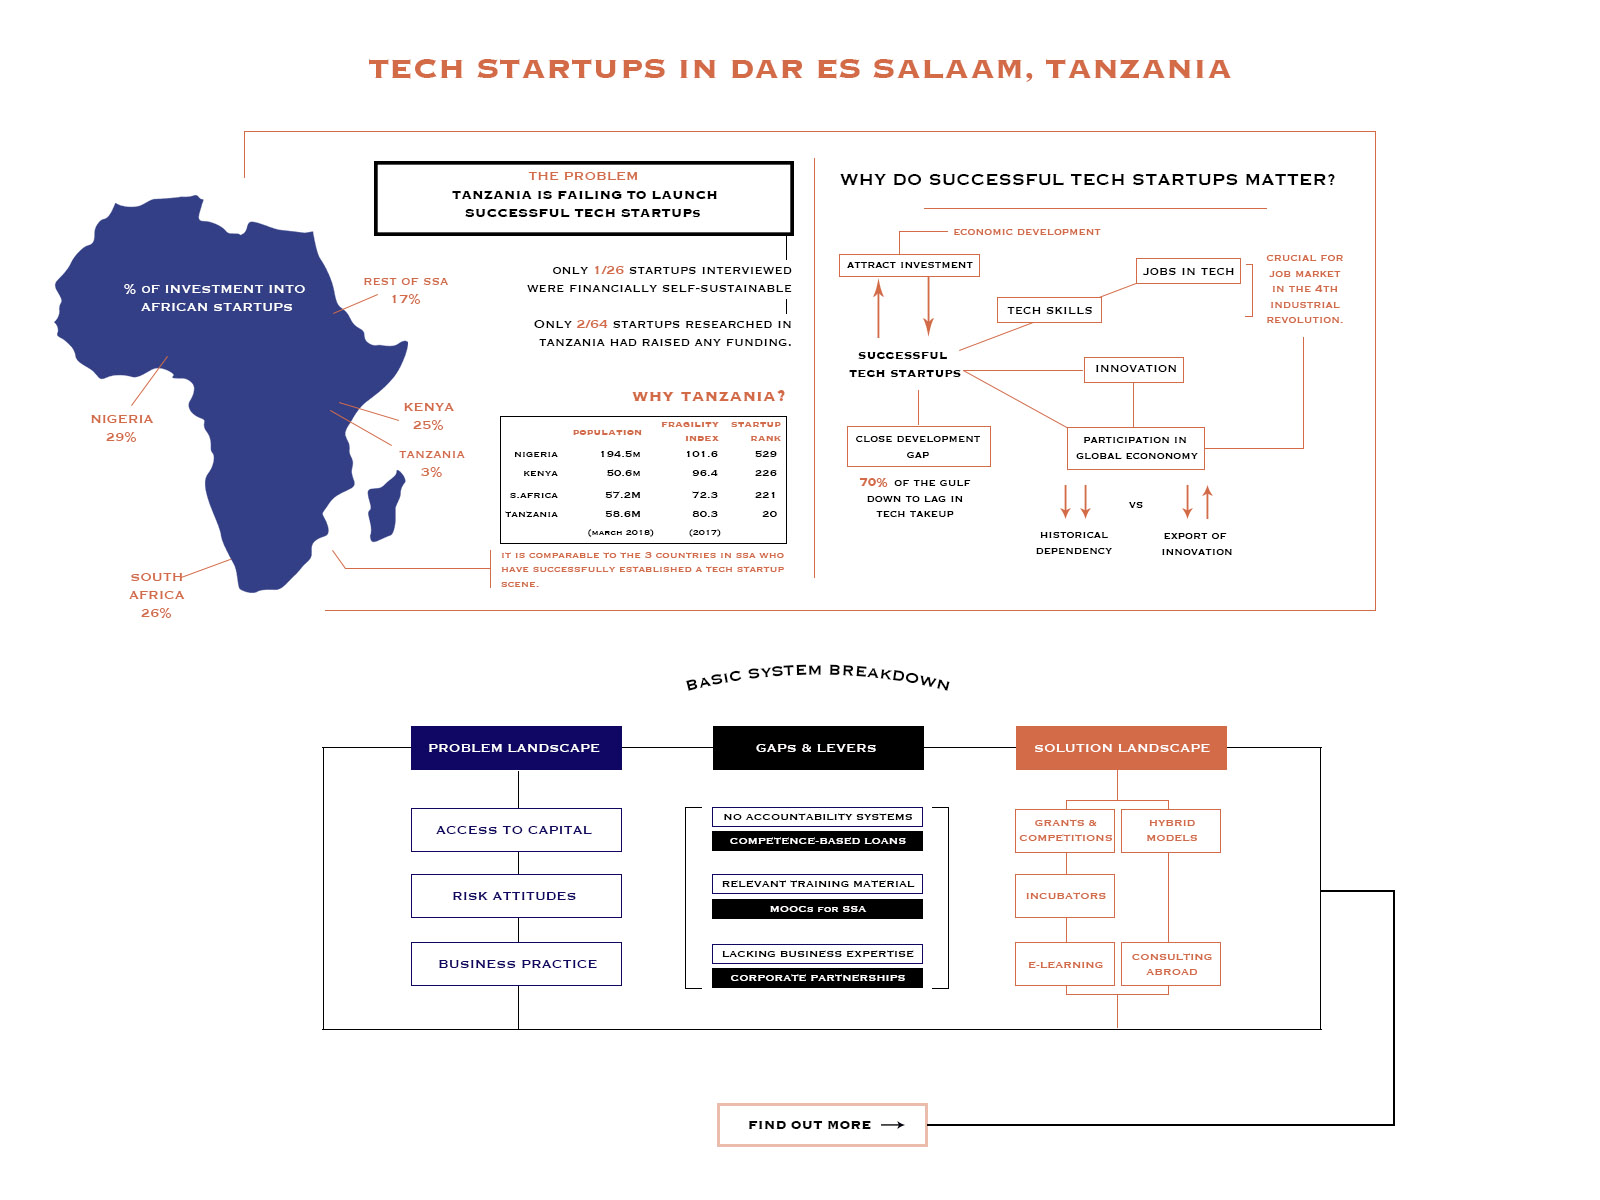 TECH STARTUPS IN DAR ES SALAAM, TANZANIA
% OF INVESTMENT INTO
AFRICAN STARTUPS
REST OF SSA
17%
NIGERIA
29%
KENYA
25%
TANZANIA
3%
SOUTH
AFRICA
26%
THE PROBLEM
TANZANIA IS FAILING TO LAUNCH
SUCCESSFUL TECH STARTUPS
ONLY 1/26 STARTUPS INTERVIEWED
WERE FINANCIALLY SELF-SUSTAINABLE
ONLY 2/64 STARTUPS RESEARCHED IN
TANZANIA HAD RAISED ANY FUNDING.
WHY TANZANIA?
POPULATION FRAGILITY INDEX STARTUP RANK
NIGERIA 194.5M 101.6 529
KENYA 50.6M 96.4 226
S.AFRICA 57.2M 72.3 221
TANZANIA 58.6M 80.3 20
(MARCH 2018) (2017)
IT IS COMPARABLE TO THE 3 COUNTRIES IN SSA WHO
HAVE SUCCESSFULLY ESTABLISHED A TECH STARTUP
SCENE.
WHY DO SUCCESSFUL TECH STARTUPS MATTER?
ECONOMIC DEVELOPMENT
ATTRACT INVESTMENT
JOBS IN TECH
TECH SKILLS
CRUCIAL FOR
JOB MARKET
IN THE 4TH
INDUSTRIAL
REVOLUTION.
SUCCESSFUL
TECH STARTUPS
INNOVATION
CLOSE DEVELOPMENT
GAP
70% OF THE GULF
DOWN TO LAG IN
TECH TAKEUP
PARTICIPATION IN
GLOBAL ECONONOMY
VS
HISTORICAL
DEPENDENCY
EXPORT OF
INNOVATION
BASIC SYSTEM BREAKDOWN
PROBLEM LANDSCAPE
ACCESS TO CAPITAL
RISK ATTITUDES
BUSINESS PRACTICE
GAPS & LEVERS
NO ACCOUNTABILITY SYSTEMS
COMPETENCE-BASED LOANS
RELEVANT TRAINING MATERIAL
MOOCS FOR SSA
LACKING BUSINESS EXPERTISE
CORPORATE PARTNERSHIPS
SOLUTION LANDSCAPE
GRANTS &
COMPETITIONS
HYBRID
MODELS
INCUBATORS
E-LEARNING
CONSULTING
ABROAD
FIND OUT MORE →